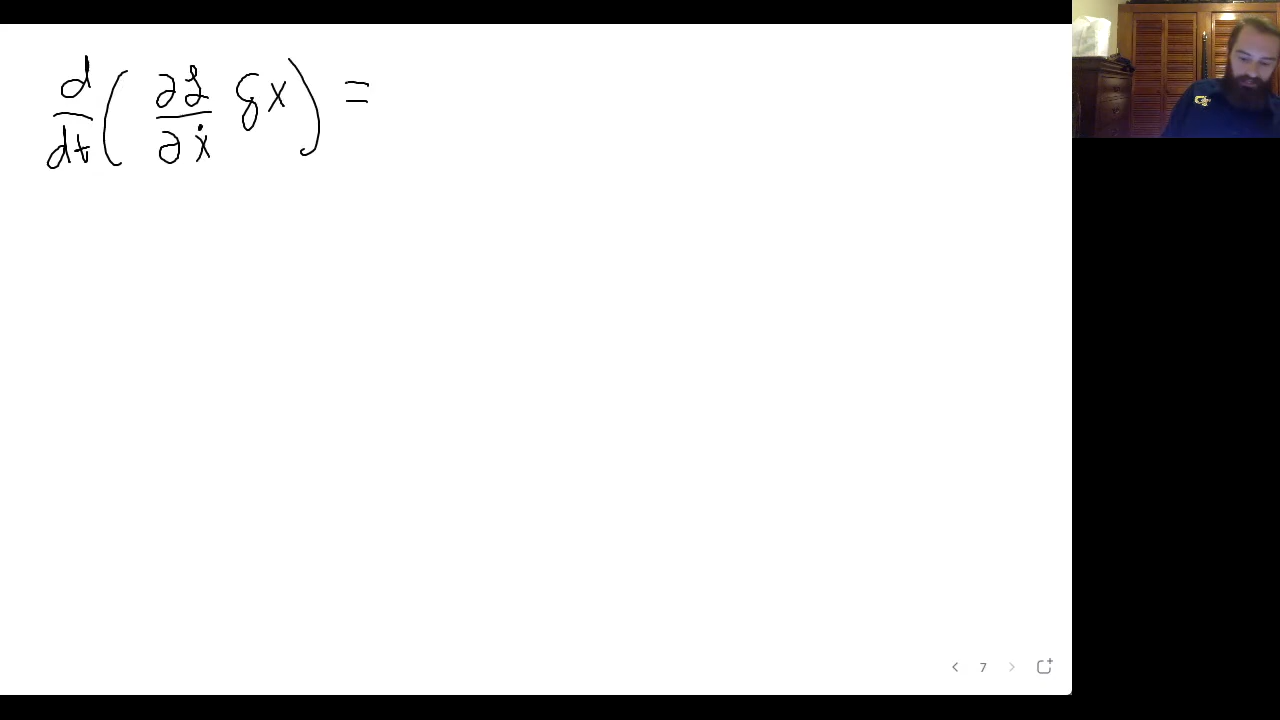 d/dt ( ∂ℒ/∂ẋ δx ) =
7